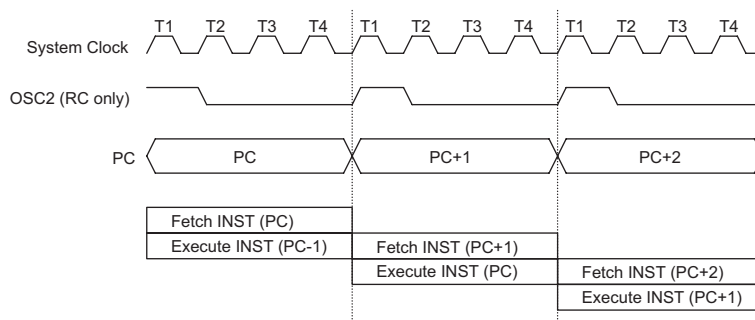 T1 T2 T3 T4 T1 T2 T3 T4 T1 T2 T3 T4
System Clock
OSC2 (RC only)
PC PC PC+1 PC+2
Fetch INST (PC)
Execute INST (PC-1) Fetch INST (PC+1)
Execute INST (PC) Fetch INST (PC+2)
Execute INST (PC+1)